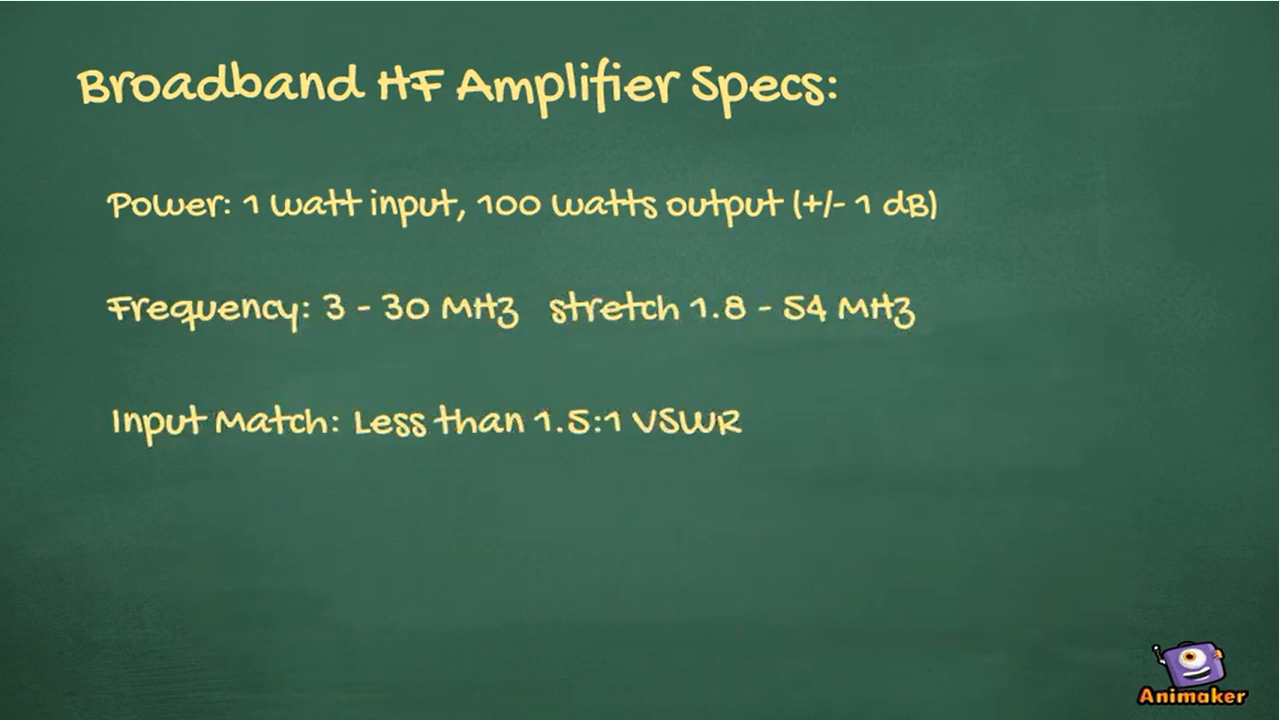 Broadband HF Amplifier Specs:
Power: 1 watt input, 100 watts output (+/- 1 dB)
Frequency: 3 - 30 MHz stretch 1.8 - 54 MHz
Input Match: Less than 1.5:1 VSWR
Animaker